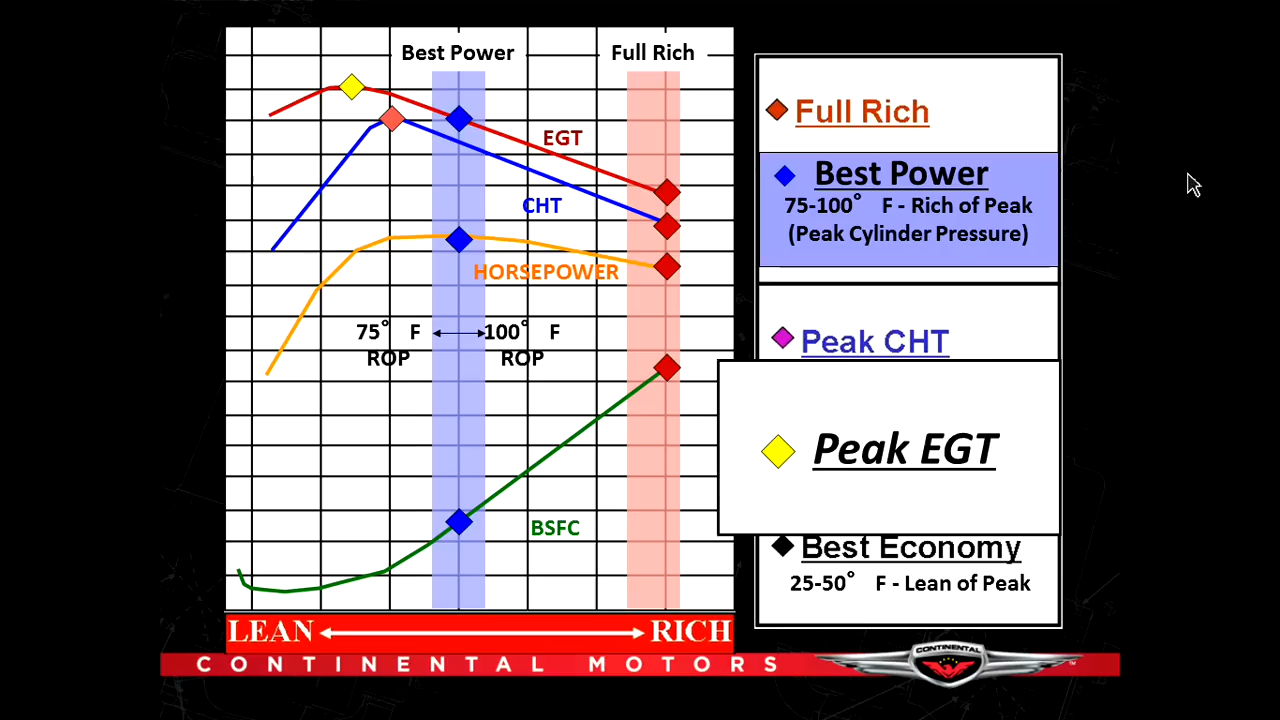 Best Power
Full Rich
EGT
CHT
HORSEPOWER
75° F
ROP
100° F
ROP
BSFC
LEAN
RICH
Full Rich
Best Power
75-100° F - Rich of Peak
(Peak Cylinder Pressure)
Peak CHT
Peak EGT
Best Economy
25-50° F - Lean of Peak
CONTINENTAL MOTORS
CONTINENTAL
™